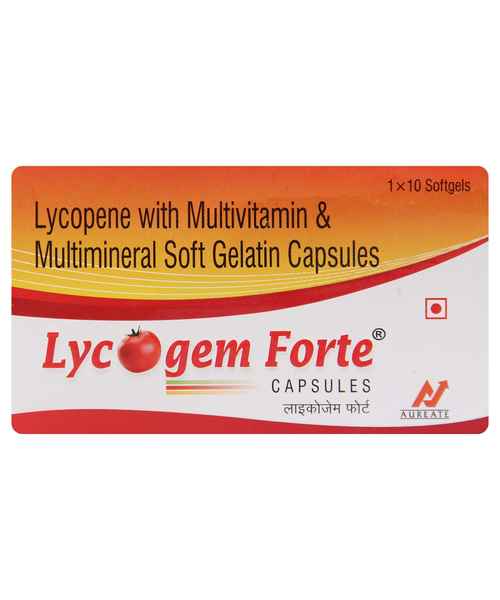 1×10 Softgels
Lycopene with Multivitamin &
Multimineral Soft Gelatin Capsules
Lycogem Forte®
CAPSULES
लाइकोजेम फोर्ट
AUREATE